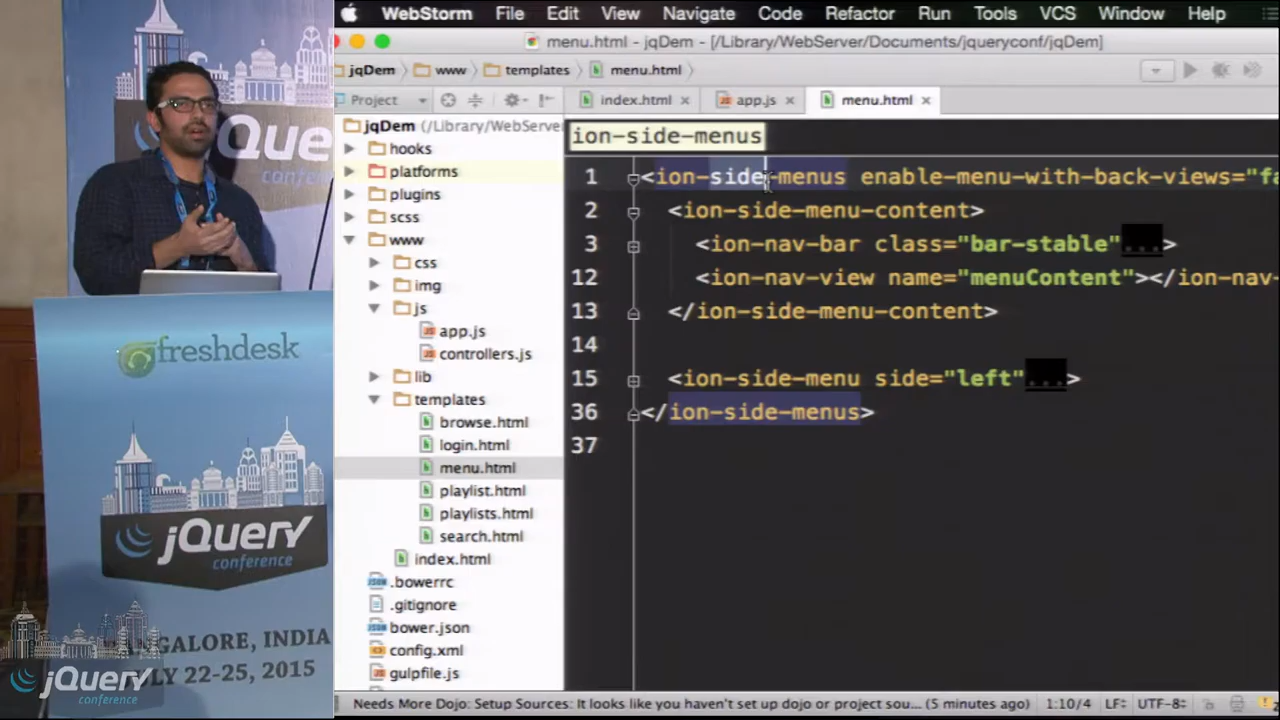 WebStorm File Edit View Navigate Code Refactor Run Tools VCS Window Help
menu.html - jqDem - [/Library/WebServer/Documents/jqueryconf/jqDem]
jqDem www templates menu.html
Project index.html app.js menu.html
jqDem (/Library/WebServer
hooks
platforms
plugins
scss
www
css
img
js
app.js
controllers.js
lib
templates
browse.html
login.html
menu.html
playlist.html
playlists.html
search.html
index.html
.bowerrc
.gitignore
bower.json
config.xml
gulpfile.js
ion-side-menus
1 <ion-side-menus enable-menu-with-back-views="fa
2 <ion-side-menu-content>
3 <ion-nav-bar class="bar-stable"...>
12 <ion-nav-view name="menuContent"></ion-nav-
13 </ion-side-menu-content>
14
15 <ion-side-menu side="left"...>
36 </ion-side-menus>
37
Needs More Dojo: Setup Sources: It looks like you haven't set up dojo or project sou... (5 minutes ago) 1:10/4 LF UTF-8
freshdesk
jQuery
conference
ANGALORE, INDIA
LY 22-25, 2015
jQuery
conference